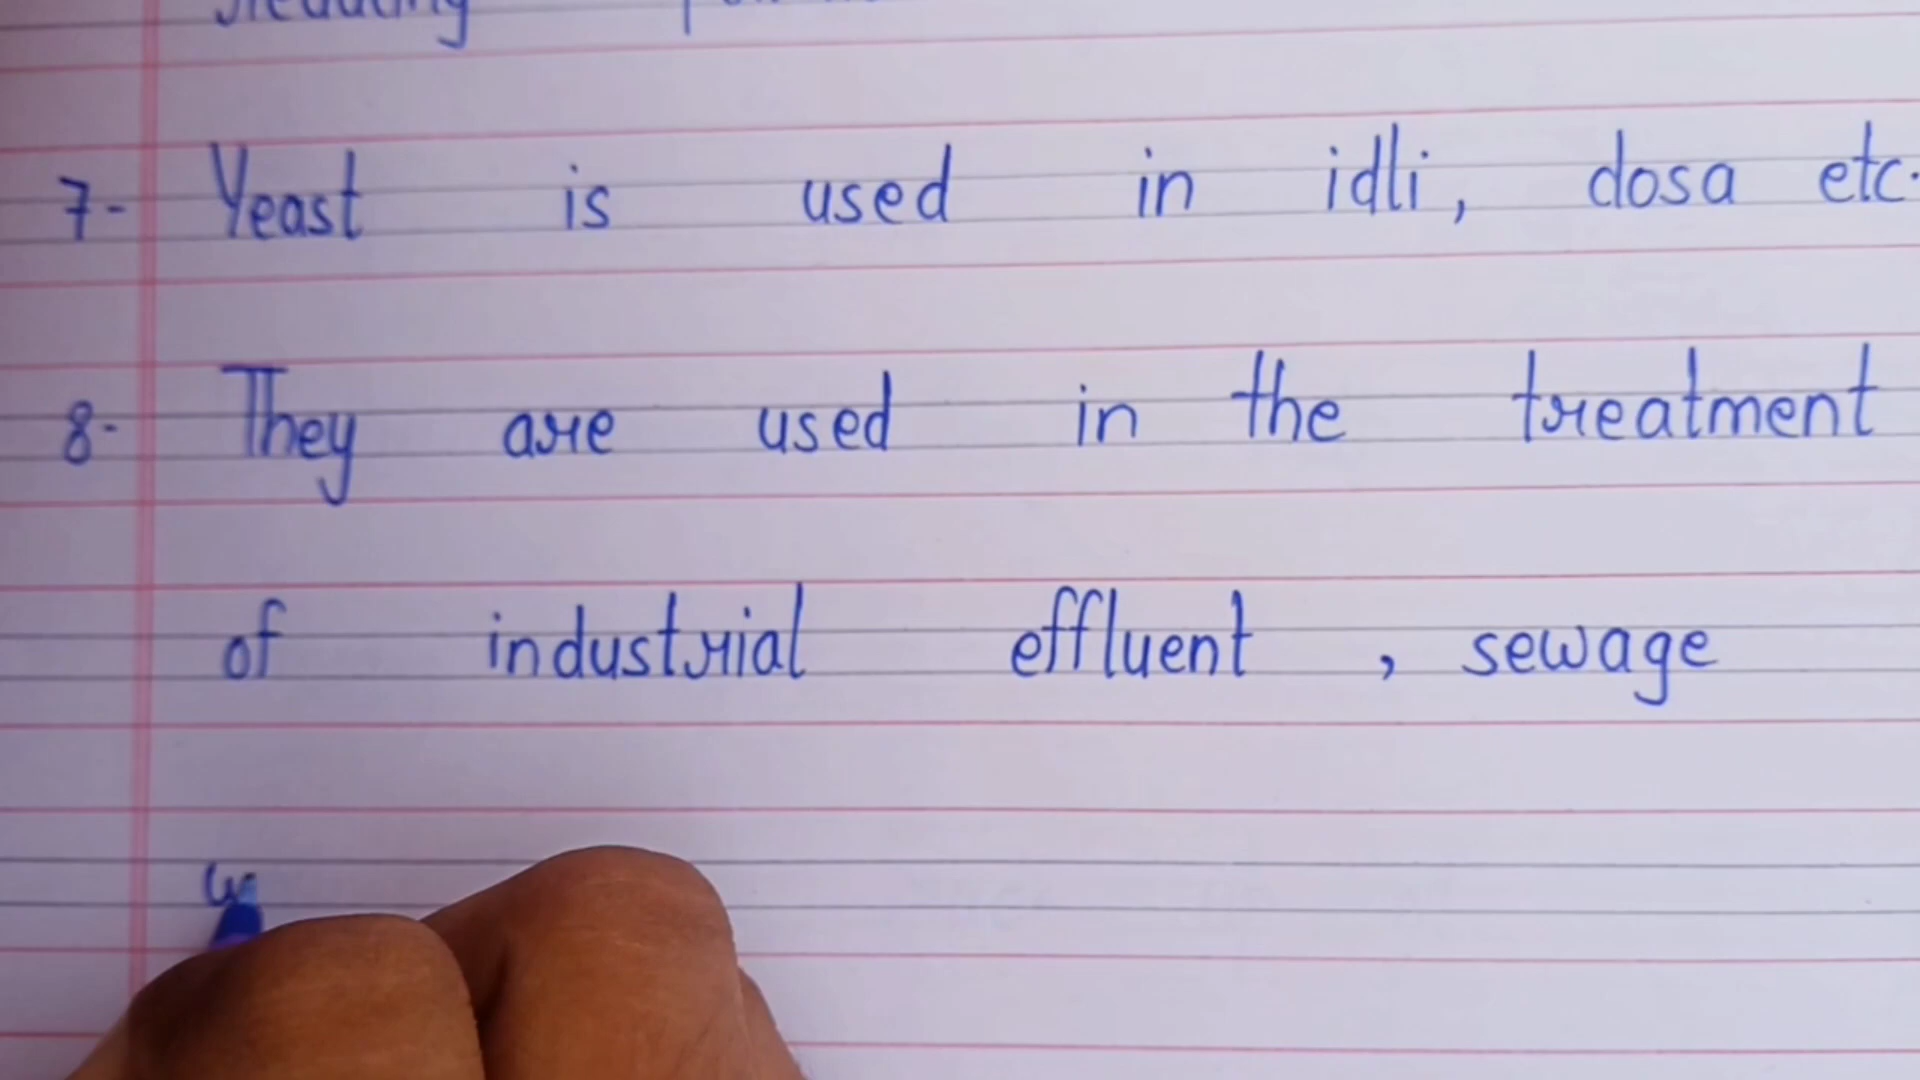 reducing
7- Yeast is used in idli, dosa etc.
8- They are used in the treatment
of industrial effluent , sewage